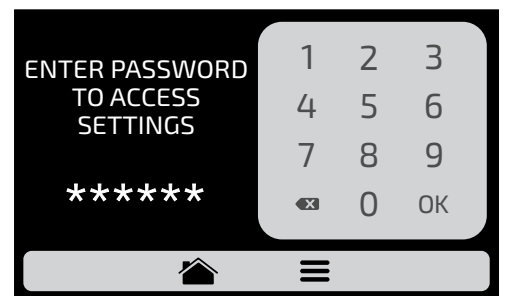 ENTER PASSWORD
TO ACCESS
SETTINGS
******
1 2 3
4 5 6
7 8 9
0 OK